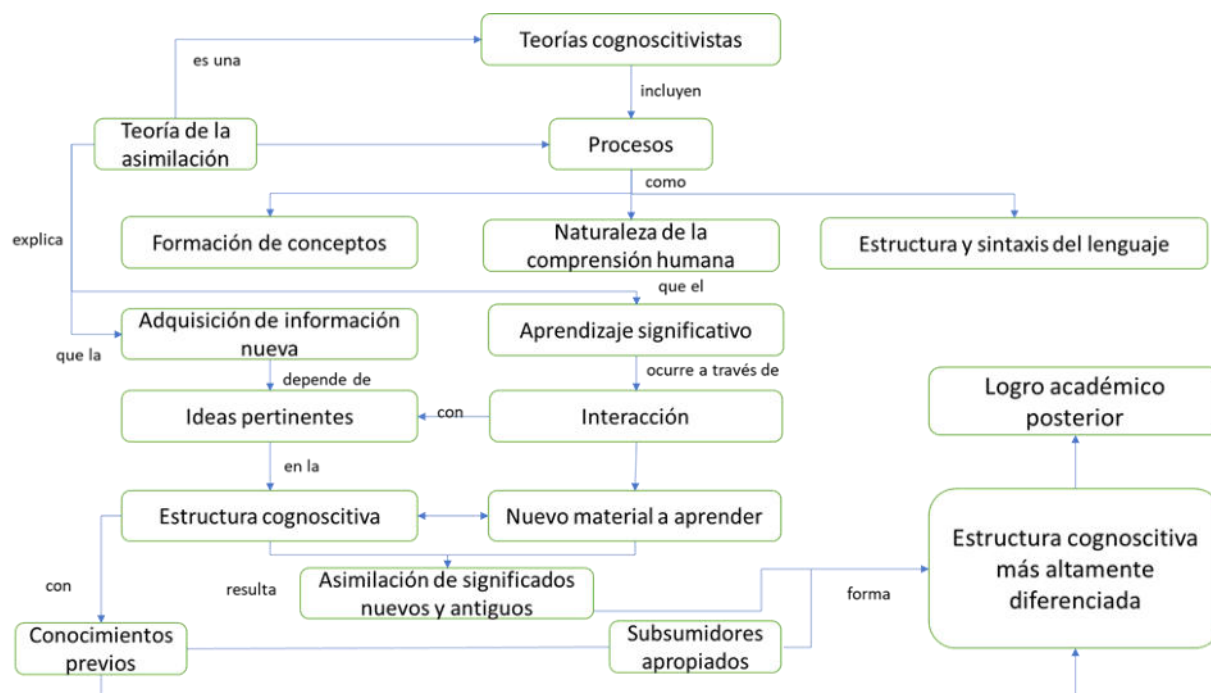 Teorías cognoscitivistas
es una
incluyen
Teoría de la
asimilación
Procesos
como
Formación de conceptos
Naturaleza de la
comprensión humana
Estructura y sintaxis del lenguaje
explica
que el
Adquisición de información
nueva
Aprendizaje significativo
que la
depende de
ocurre a través de
Logro académico
posterior
Ideas pertinentes
con
Interacción
en la
Estructura cognoscitiva
Nuevo material a aprender
Estructura cognoscitiva
más altamente
diferenciada
con
resulta
Asimilación de significados
nuevos y antiguos
forma
Conocimientos
previos
Subsumidores
apropiados